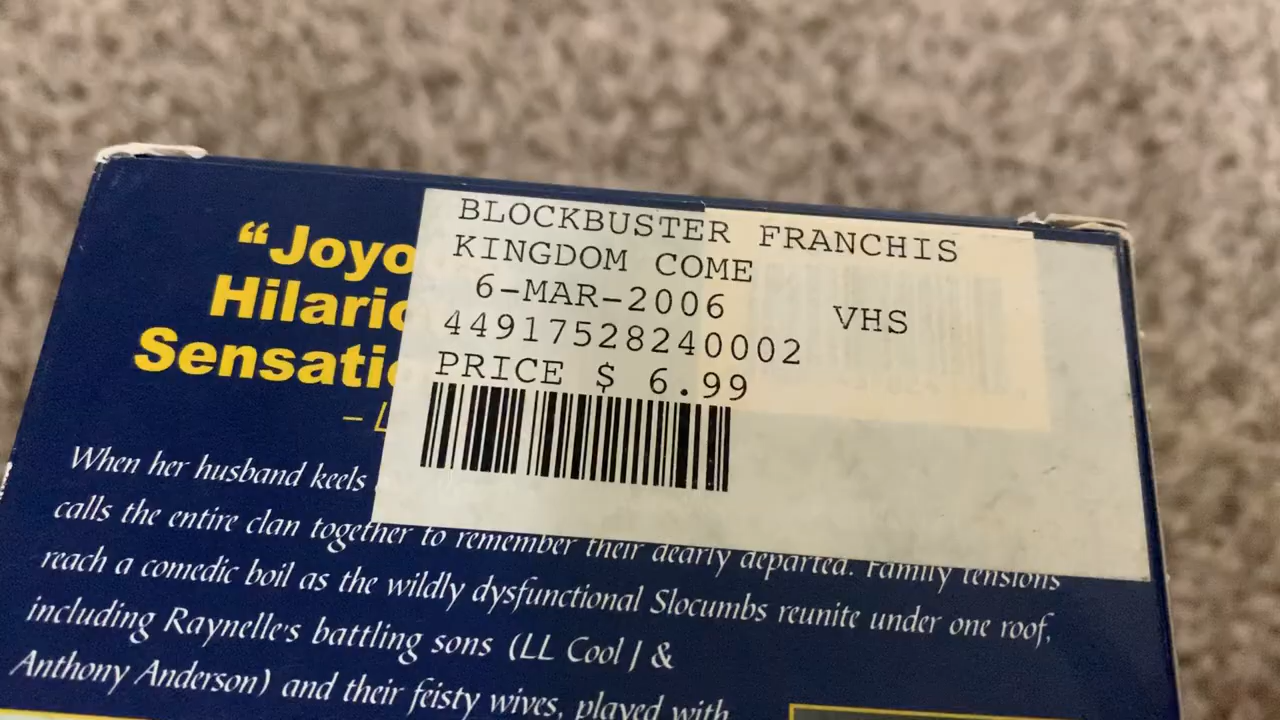 BLOCKBUSTER FRANCHIS
KINGDOM COME
6-MAR-2006 VHS
44917528240002
PRICE $ 6.99
“Joyo
Hilario
Sensatio
– L
When her husband keels
calls the entire clan together to remember their dearly departed. Family tensions
reach a comedic boil as the wildly dysfunctional Slocumbs reunite under one roof,
including Raynelle's battling sons (LL Cool J &
Anthony Anderson) and their feisty wives, played with